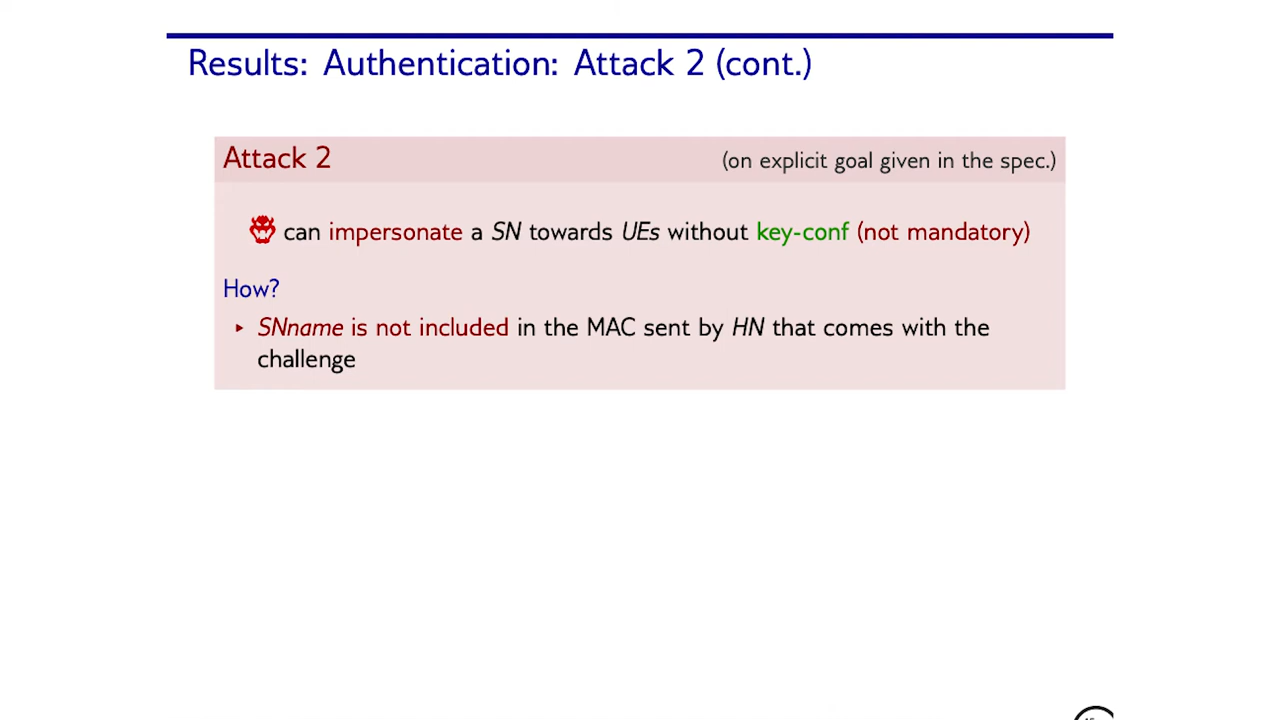 Results: Authentication: Attack 2 (cont.)
Attack 2 (on explicit goal given in the spec.)
can impersonate a SN towards UEs without key-conf (not mandatory)
How?
SNname is not included in the MAC sent by HN that comes with the
challenge